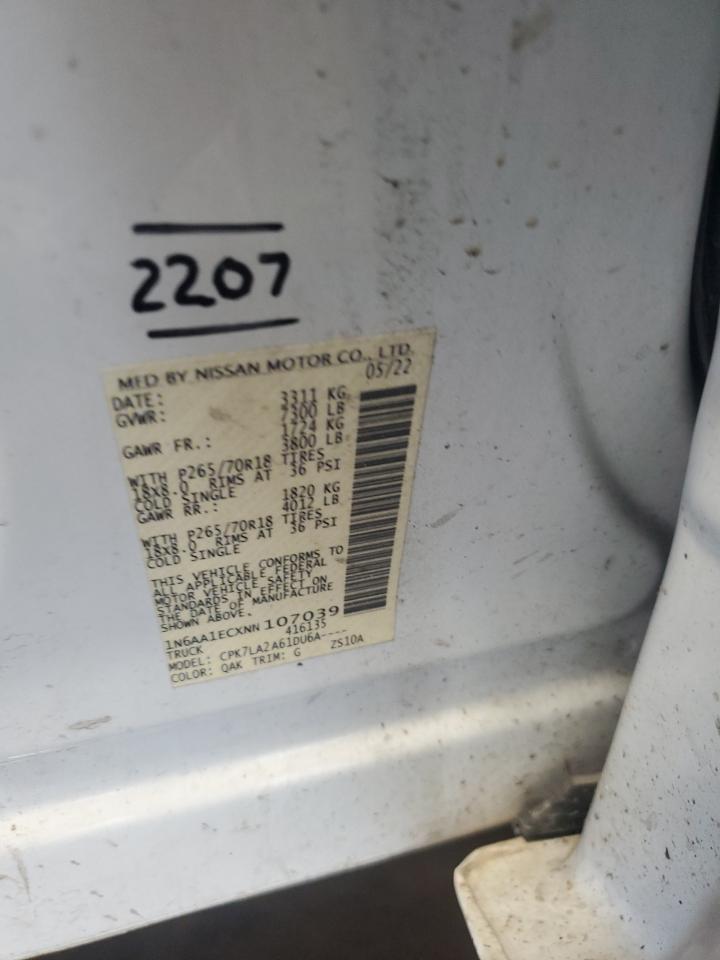 2207
MFD BY NISSAN MOTOR CO., LTD.
DATE: 05/22
GVWR: 3311 KG
7300 LB
GAWR FR.: 1724 KG
3800 LB
WITH P265/70R18 TIRES
18X8.0 RIMS AT 36 PSI
COLD SINGLE
GAWR RR.: 1820 KG
4012 LB
WITH P265/70R18 TIRES
18X8.0 RIMS AT 36 PSI
COLD SINGLE
THIS VEHICLE CONFORMS TO
ALL APPLICABLE FEDERAL
MOTOR VEHICLE SAFETY
STANDARDS IN EFFECT ON
THE DATE OF MANUFACTURE
SHOWN ABOVE.
1N6AA1ECXNN107039
TRUCK 416135
MODEL: CPK7LA2A61DU6A----
COLOR: QAK TRIM: G ZS10A